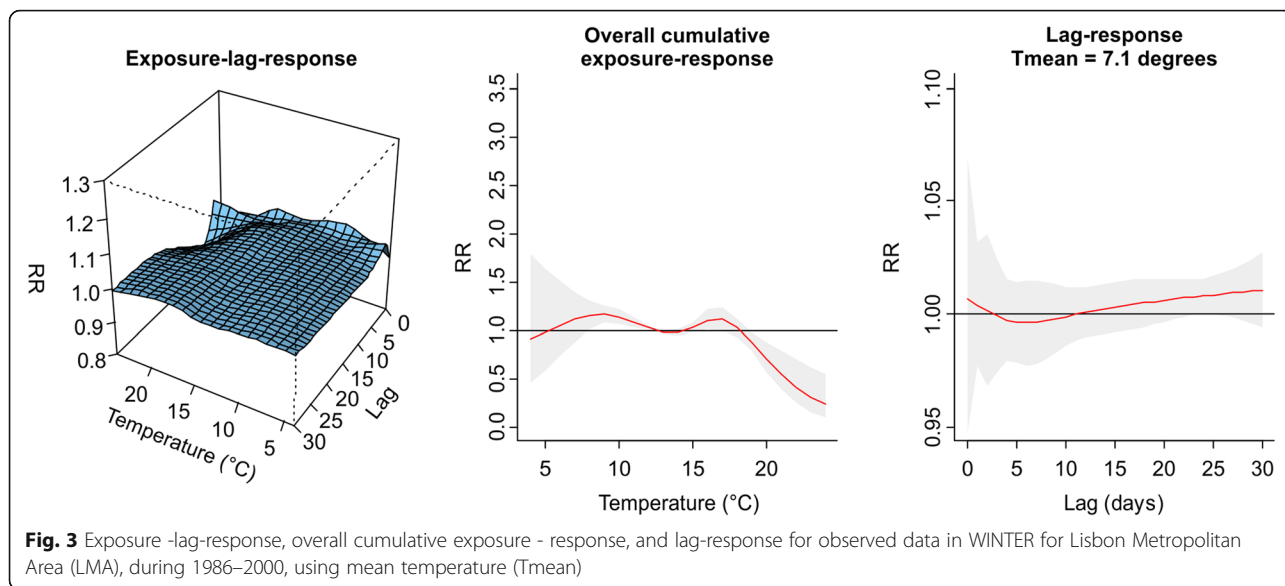 Exposure-lag-response
1.3
1.2
1.1
1.0
0.9
0.8
RR
20
15
10
5
Temperature (°C)
0
5
10
15
20
25
30
Lag
Overall cumulative
exposure-response
3.5
3.0
2.5
2.0
1.5
1.0
0.5
0.0
RR
5 10 15 20
Temperature (°C)
Lag-response
Tmean = 7.1 degrees
1.10
1.05
1.00
0.95
RR
0 5 10 15 20 25 30
Lag (days)
Fig. 3 Exposure -lag-response, overall cumulative exposure - response, and lag-response for observed data in WINTER for Lisbon Metropolitan
Area (LMA), during 1986–2000, using mean temperature (Tmean)